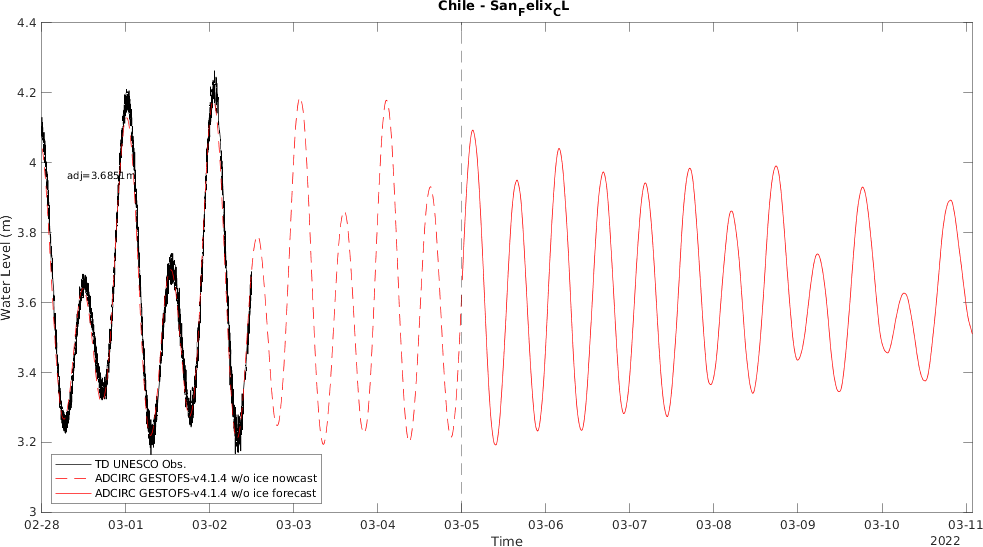 Chile - San_Felix_CL
4.4
4.2
4
3.8
3.6
3.4
3.2
3
Water Level (m)
adj=3.6851m
TD UNESCO Obs.
ADCIRC GESTOFS-v4.1.4 w/o ice nowcast
ADCIRC GESTOFS-v4.1.4 w/o ice forecast
02-28 03-01 03-02 03-03 03-04 03-05 03-06 03-07 03-08 03-09 03-10 03-11
Time
2022